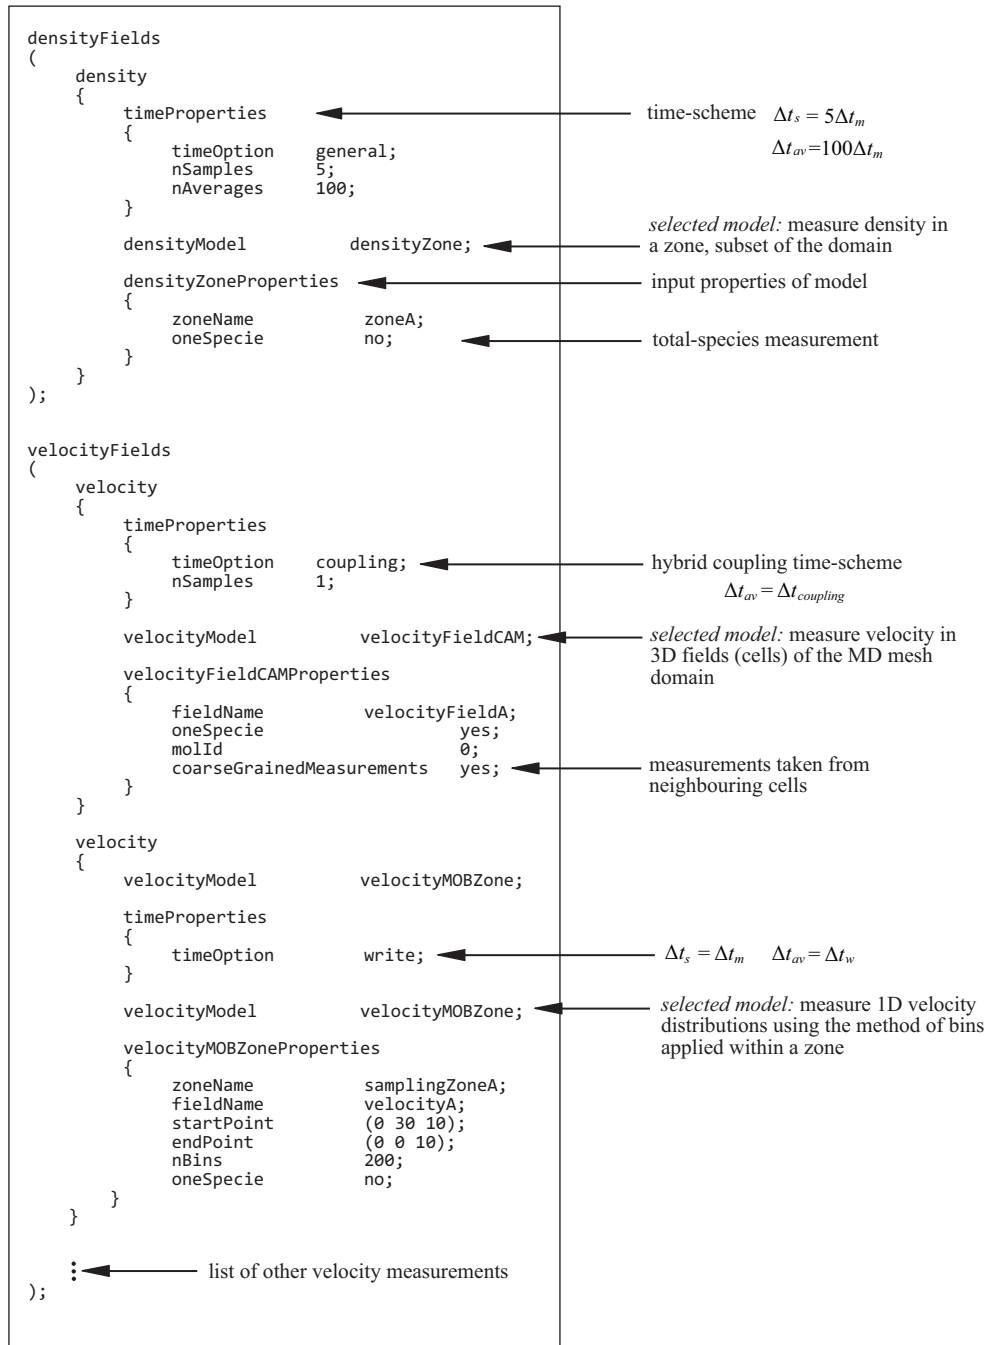 densityFields
(
density
{
timeProperties time-scheme Δts = 5Δtm
{
timeOption general; Δtav=100Δtm
nSamples 5;
nAverages 100;
}
selected model: measure density in
densityModel densityZone; a zone, subset of the domain
densityZoneProperties input properties of model
{
zoneName zoneA;
oneSpecie no; total-species measurement
}
}
);
velocityFields
(
velocity
{
timeProperties
{
timeOption coupling; hybrid coupling time-scheme
nSamples 1; Δtav = Δtcoupling
}
velocityModel velocityFieldCAM; selected model: measure velocity in
3D fields (cells) of the MD mesh
velocityFieldCAMProperties domain
{
fieldName velocityFieldA;
oneSpecie yes;
molId 0;
coarseGrainedMeasurements yes; measurements taken from
} neighbouring cells
}
velocity
{
velocityModel velocityMOBZone;
timeProperties
{
timeOption write; Δts = Δtm Δtav = Δtw
}
velocityModel velocityMOBZone; selected model: measure 1D velocity
distributions using the method of bins
velocityMOBZoneProperties applied within a zone
{
zoneName samplingZoneA;
fieldName velocityA;
startPoint (0 30 10);
endPoint (0 0 10);
nBins 200;
oneSpecie no;
}
}
list of other velocity measurements
);